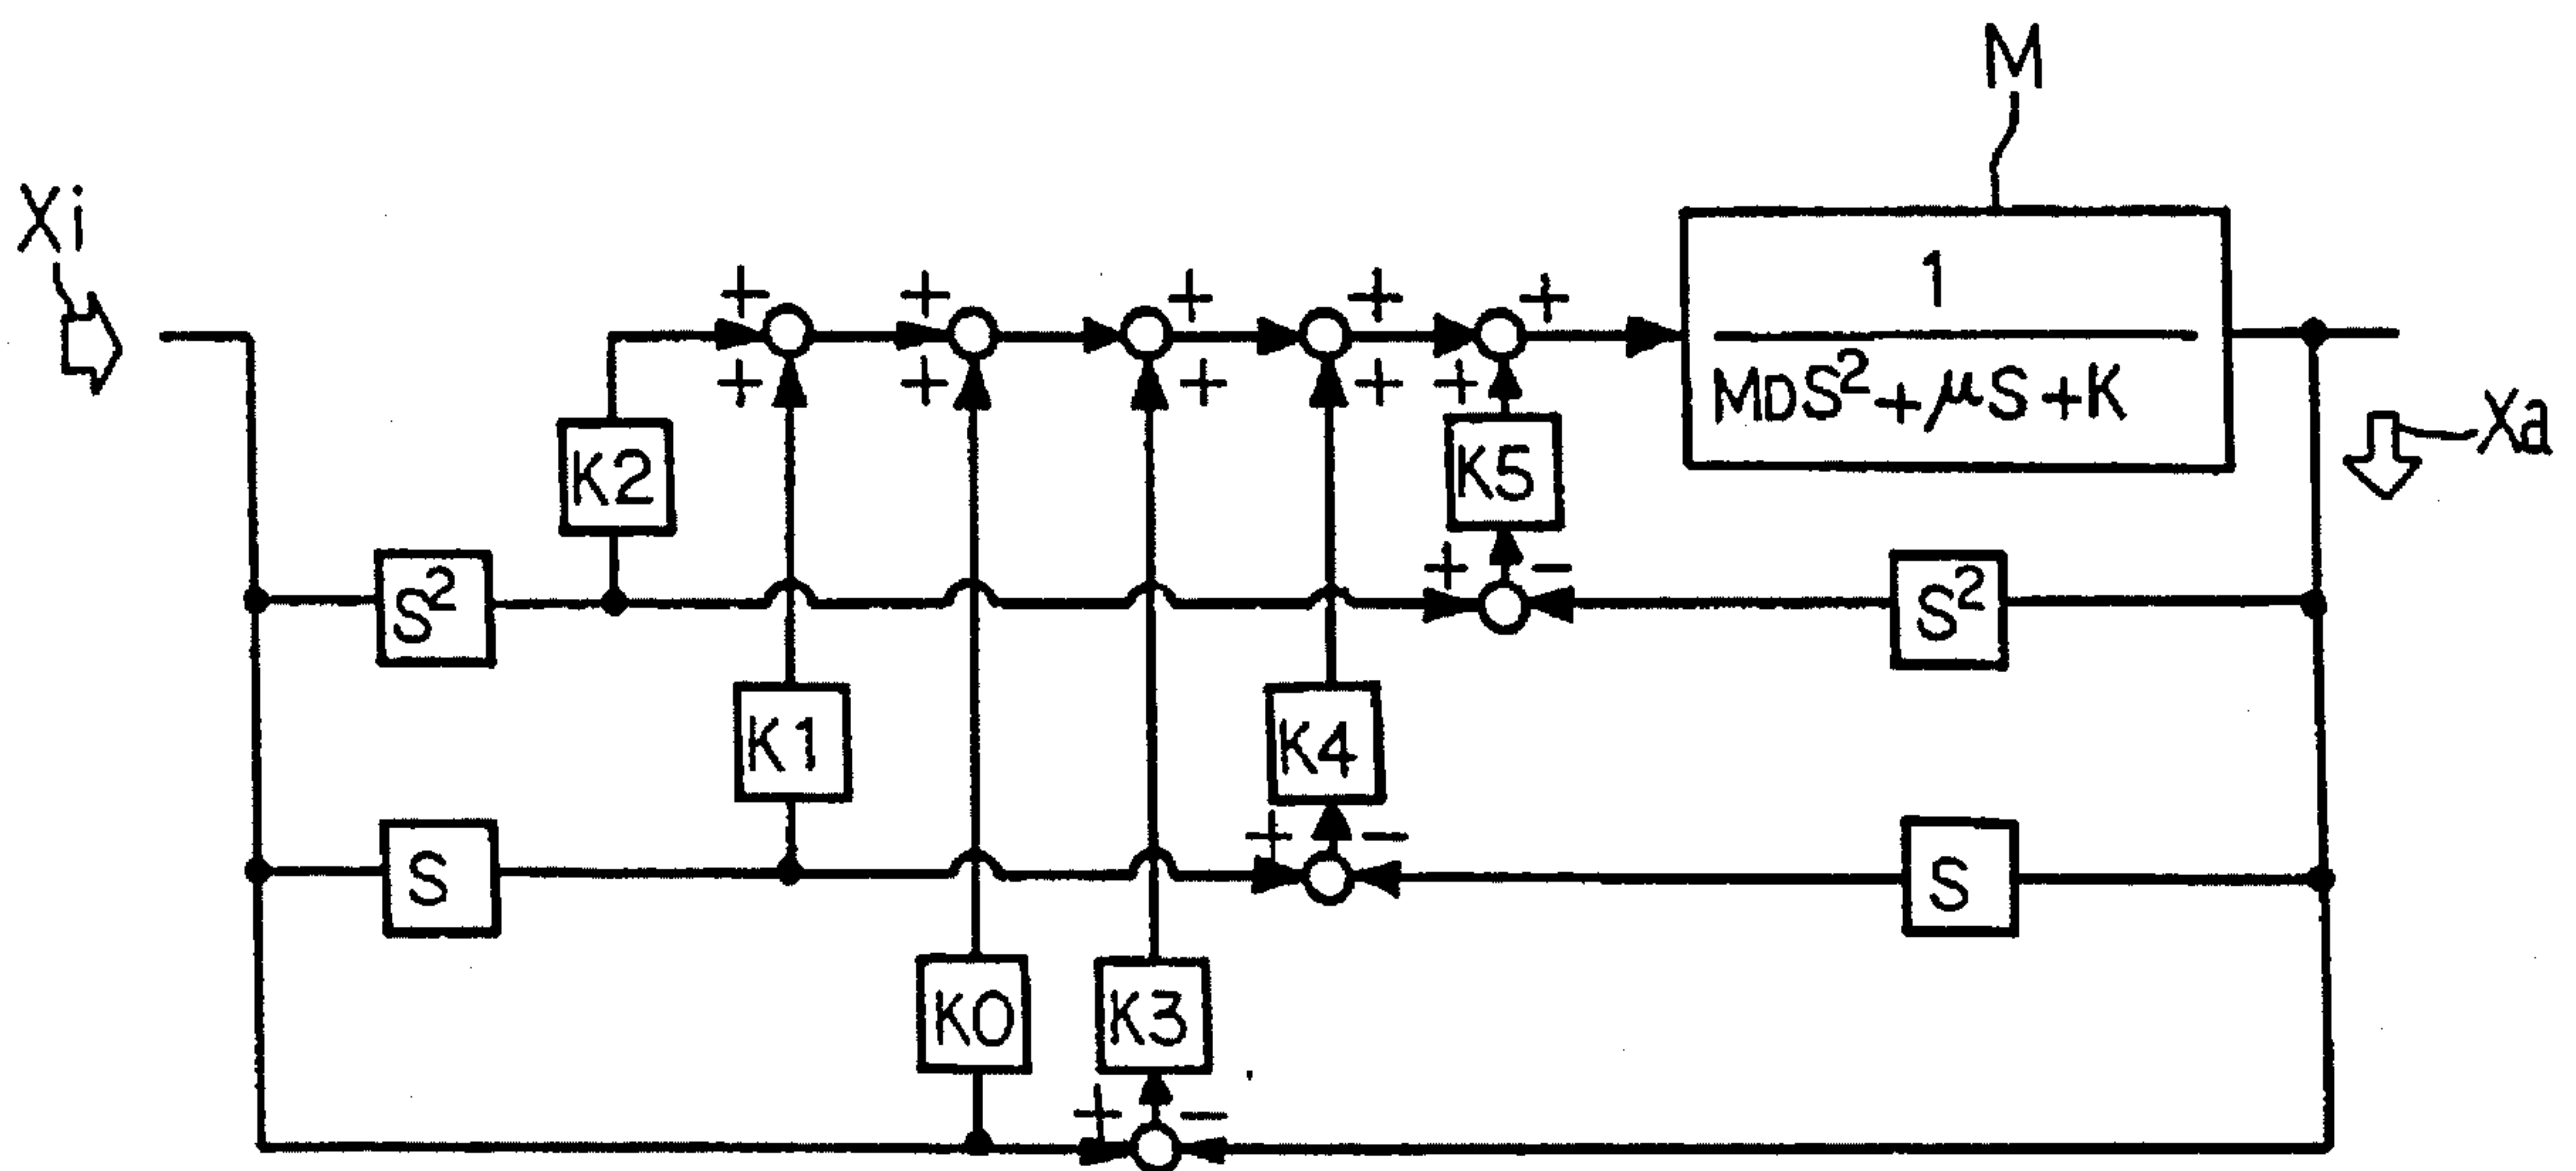 M
Xi
+ + + + +
1
MDS²+μS+K
+ + + + +
Xa
K2
K5
+ −
S²
S²
K1
K4
+ −
S
S
K0
K3
+ −